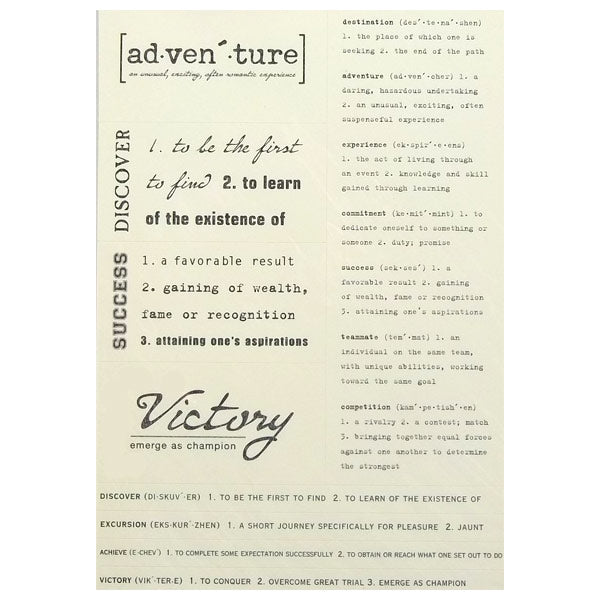 [ad·ven´·ture]
an unusual, exciting, often romantic experience
DISCOVER
1. to be the first
to find 2. to learn
of the existence of
SUCCESS
1. a favorable result
2. gaining of wealth,
fame or recognition
3. attaining one's aspirations
Victory
emerge as champion
destination (des´·te·na´·shen)
1. the place of which one is
seeking 2. the end of the path
adventure (ad·ven´·cher) 1. a
daring, hazardous undertaking
2. an unusual, exciting, often
suspenseful experience
experience (ek·spir´·e·ens)
1. the act of living through
an event 2. knowledge and skill
gained through learning
commitment (ke·mit´·mint) 1. to
dedicate oneself to something or
someone 2. duty; promise
success (sek·ses´) 1. a
favorable result 2. gaining
of wealth, fame or recognition
3. attaining one's aspirations
teammate (tem´·mat) 1. an
individual on the same team,
with unique abilities, working
toward the same goal
competition (kam´·pe·tish´·en)
1. a rivalry 2. a contest; match
3. bringing together equal forces
against one another to determine
the strongest
DISCOVER (DI-SKUV´-ER) 1. TO BE THE FIRST TO FIND 2. TO LEARN OF THE EXISTENCE OF
EXCURSION (EKS-KUR´-ZHEN) 1. A SHORT JOURNEY SPECIFICALLY FOR PLEASURE 2. JAUNT
ACHIEVE (E-CHEV´) 1. TO COMPLETE SOME EXPECTATION SUCCESSFULLY 2. TO OBTAIN OR REACH WHAT ONE SET OUT TO DO
VICTORY (VIK´-TER-E) 1. TO CONQUER 2. OVERCOME GREAT TRIAL 3. EMERGE AS CHAMPION